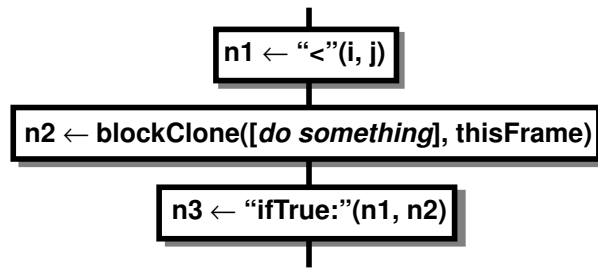 n1 ← “<”(i, j)
n2 ← blockClone([do something], thisFrame)
n3 ← “ifTrue:”(n1, n2)